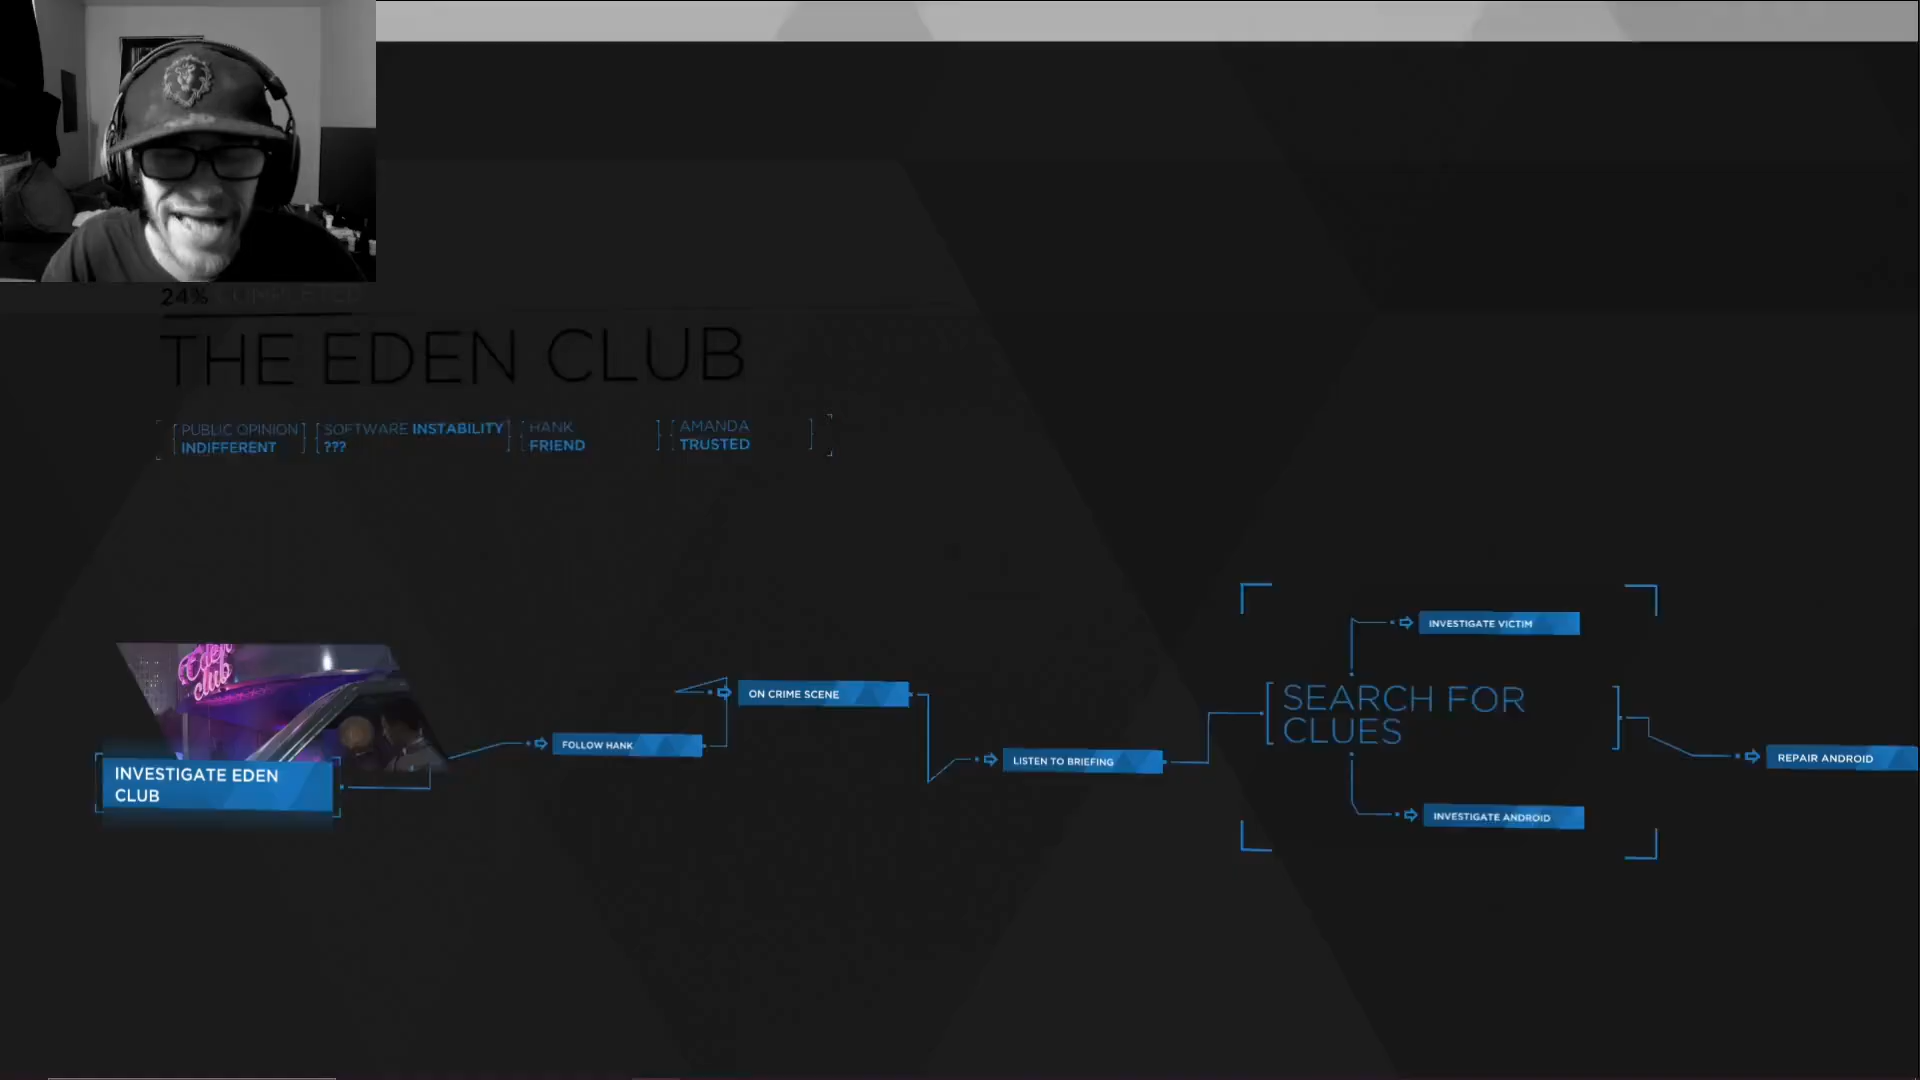 24% COMPLETED
THE EDEN CLUB
PUBLIC OPINION
INDIFFERENT
SOFTWARE INSTABILITY
???
HANK
FRIEND
AMANDA
TRUSTED
Eden
club
INVESTIGATE EDEN
CLUB
FOLLOW HANK
ON CRIME SCENE
LISTEN TO BRIEFING
INVESTIGATE VICTIM
SEARCH FOR
CLUES
INVESTIGATE ANDROID
REPAIR ANDROID